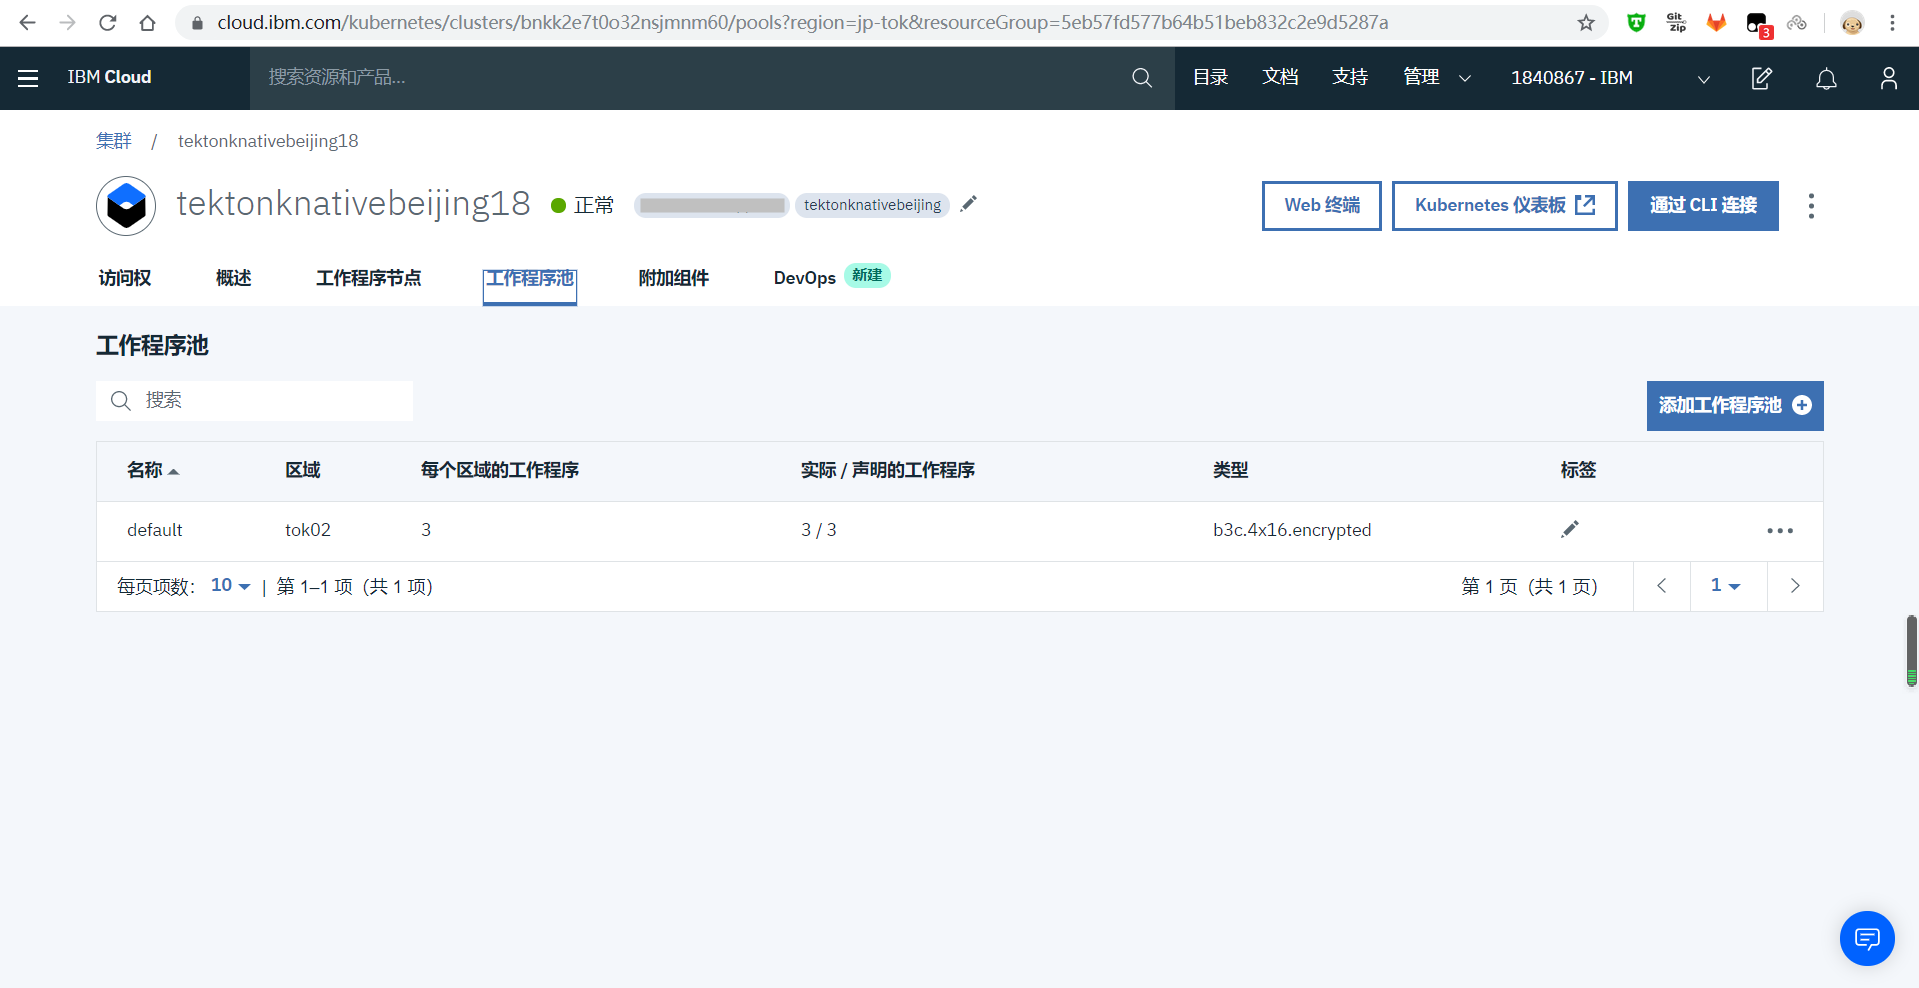 cloud.ibm.com/kubernetes/clusters/bnkk2e7t0o32nsjmnm60/pools?region=jp-tok&resourceGroup=5eb57fd577b64b51beb832c2e9d5287a
Git Zip
3
IBM Cloud
搜索资源和产品...
目录 文档 支持 管理 1840867 - IBM
集群 / tektonknativebeijing18
tektonknativebeijing18 正常 tektonknativebeijing Web 终端 Kubernetes 仪表板 通过 CLI 连接
访问权 概述 工作程序节点 工作程序池 附加组件 DevOps 新建
工作程序池
搜索 添加工作程序池
名称 区域 每个区域的工作程序 实际 / 声明的工作程序 类型 标签
default tok02 3 3 / 3 b3c.4x16.encrypted
每页项数: 10 | 第 1–1 项 (共 1 项) 第 1 页 (共 1 页) 1